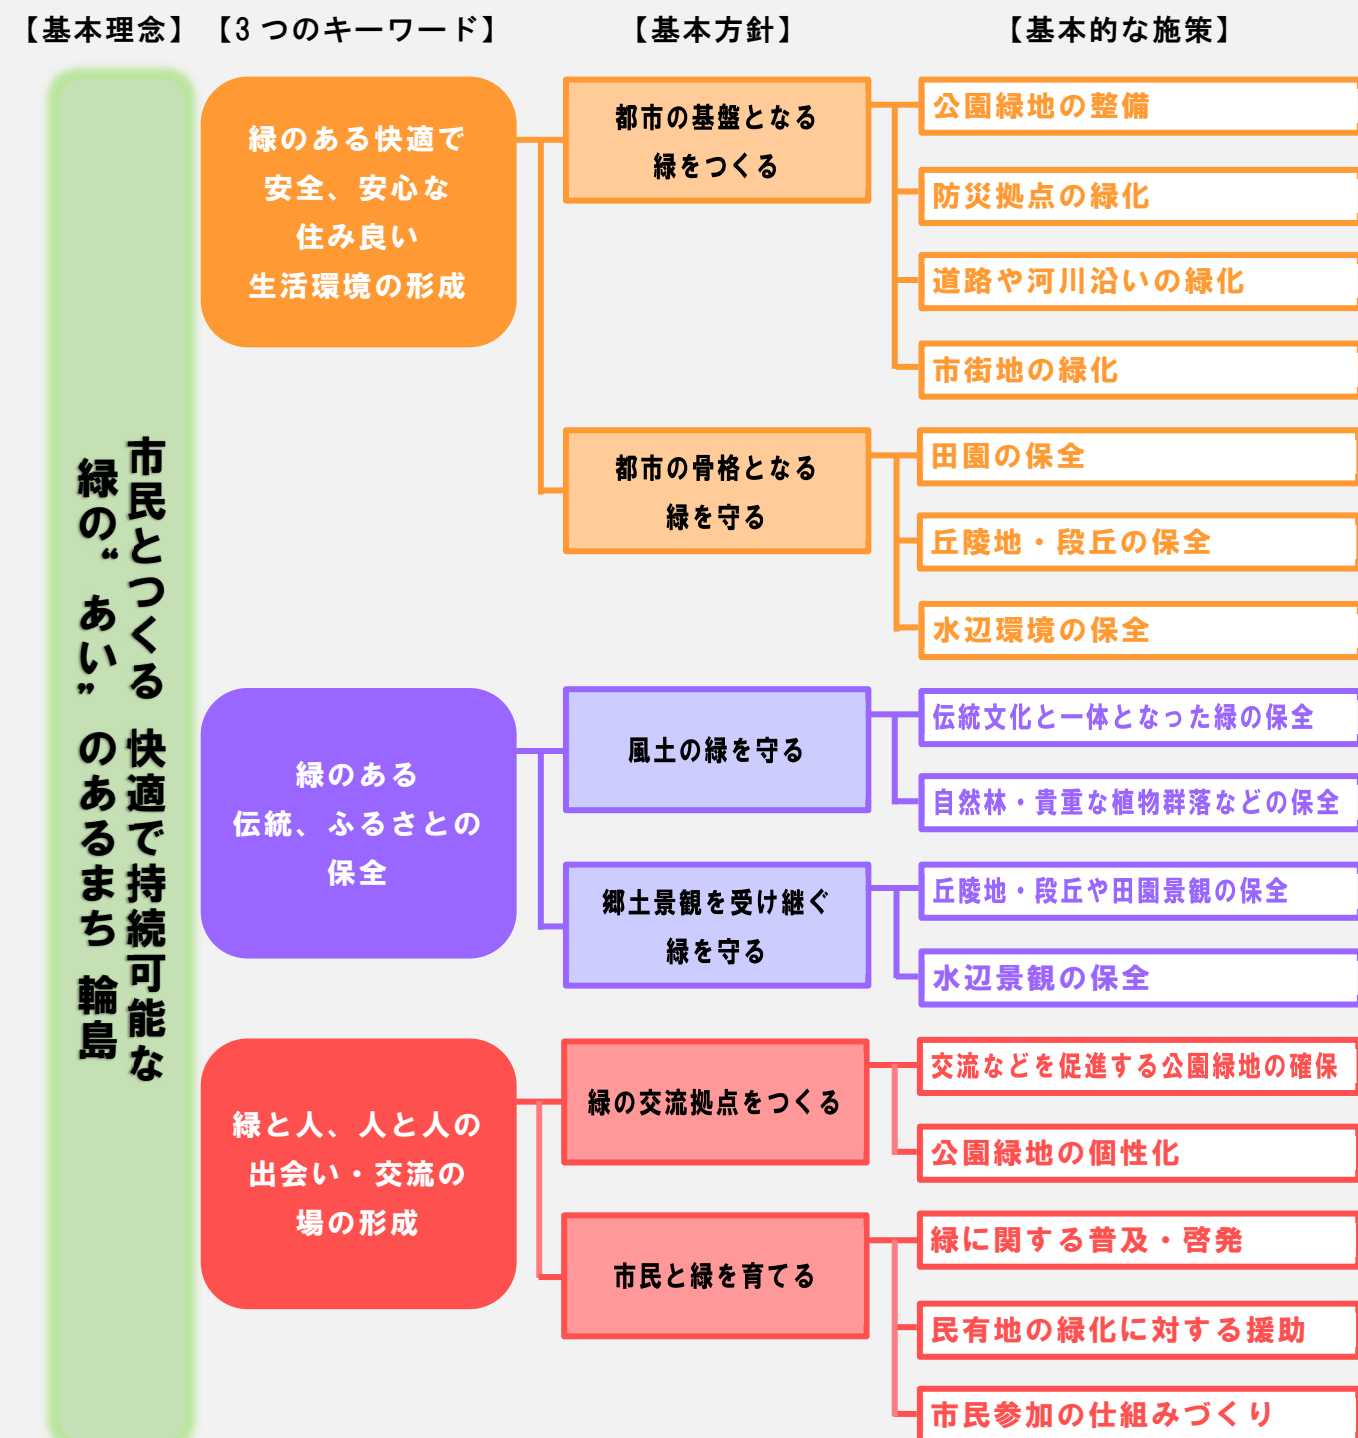 【基本理念】
【3つのキーワード】
【基本方針】
【基本的な施策】
市民とつくる 快適で持続可能な
緑の“あい”のあるまち 輪島
緑のある快適で
安全、安心な
住み良い
生活環境の形成
都市の基盤となる
緑をつくる
公園緑地の整備
防災拠点の緑化
道路や河川沿いの緑化
市街地の緑化
都市の骨格となる
緑を守る
田園の保全
丘陵地・段丘の保全
水辺環境の保全
緑のある
伝統、ふるさとの
保全
風土の緑を守る
伝統文化と一体となった緑の保全
自然林・貴重な植物群落などの保全
郷土景観を受け継ぐ
緑を守る
丘陵地・段丘や田園景観の保全
水辺景観の保全
緑と人、人と人の
出会い・交流の
場の形成
緑の交流拠点をつくる
交流などを促進する公園緑地の確保
公園緑地の個性化
市民と緑を育てる
緑に関する普及・啓発
民有地の緑化に対する援助
市民参加の仕組みづくり